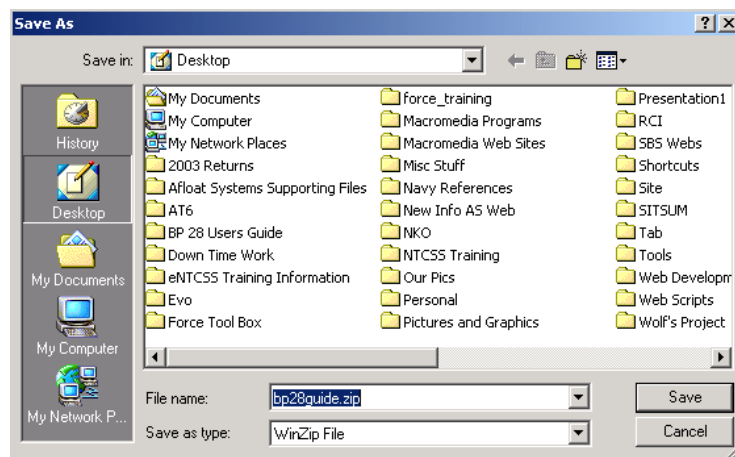 Save As
Save in: Desktop
History
Desktop
My Documents
My Computer
My Network P...
My Documents
My Computer
My Network Places
2003 Returns
Afloat Systems Supporting Files
AT6
BP 28 Users Guide
Down Time Work
eNTCSS Training Information
Evo
Force Tool Box
force_training
Macromedia Programs
Macromedia Web Sites
Misc Stuff
Navy References
New Info AS Web
NKO
NTCSS Training
Our Pics
Personal
Pictures and Graphics
Presentation1
RCI
SBS Webs
Shortcuts
Site
SITSUM
Tab
Tools
Web Developm
Web Scripts
Wolf's Project
File name: bp28guide.zip Save
Save as type: WinZip File Cancel